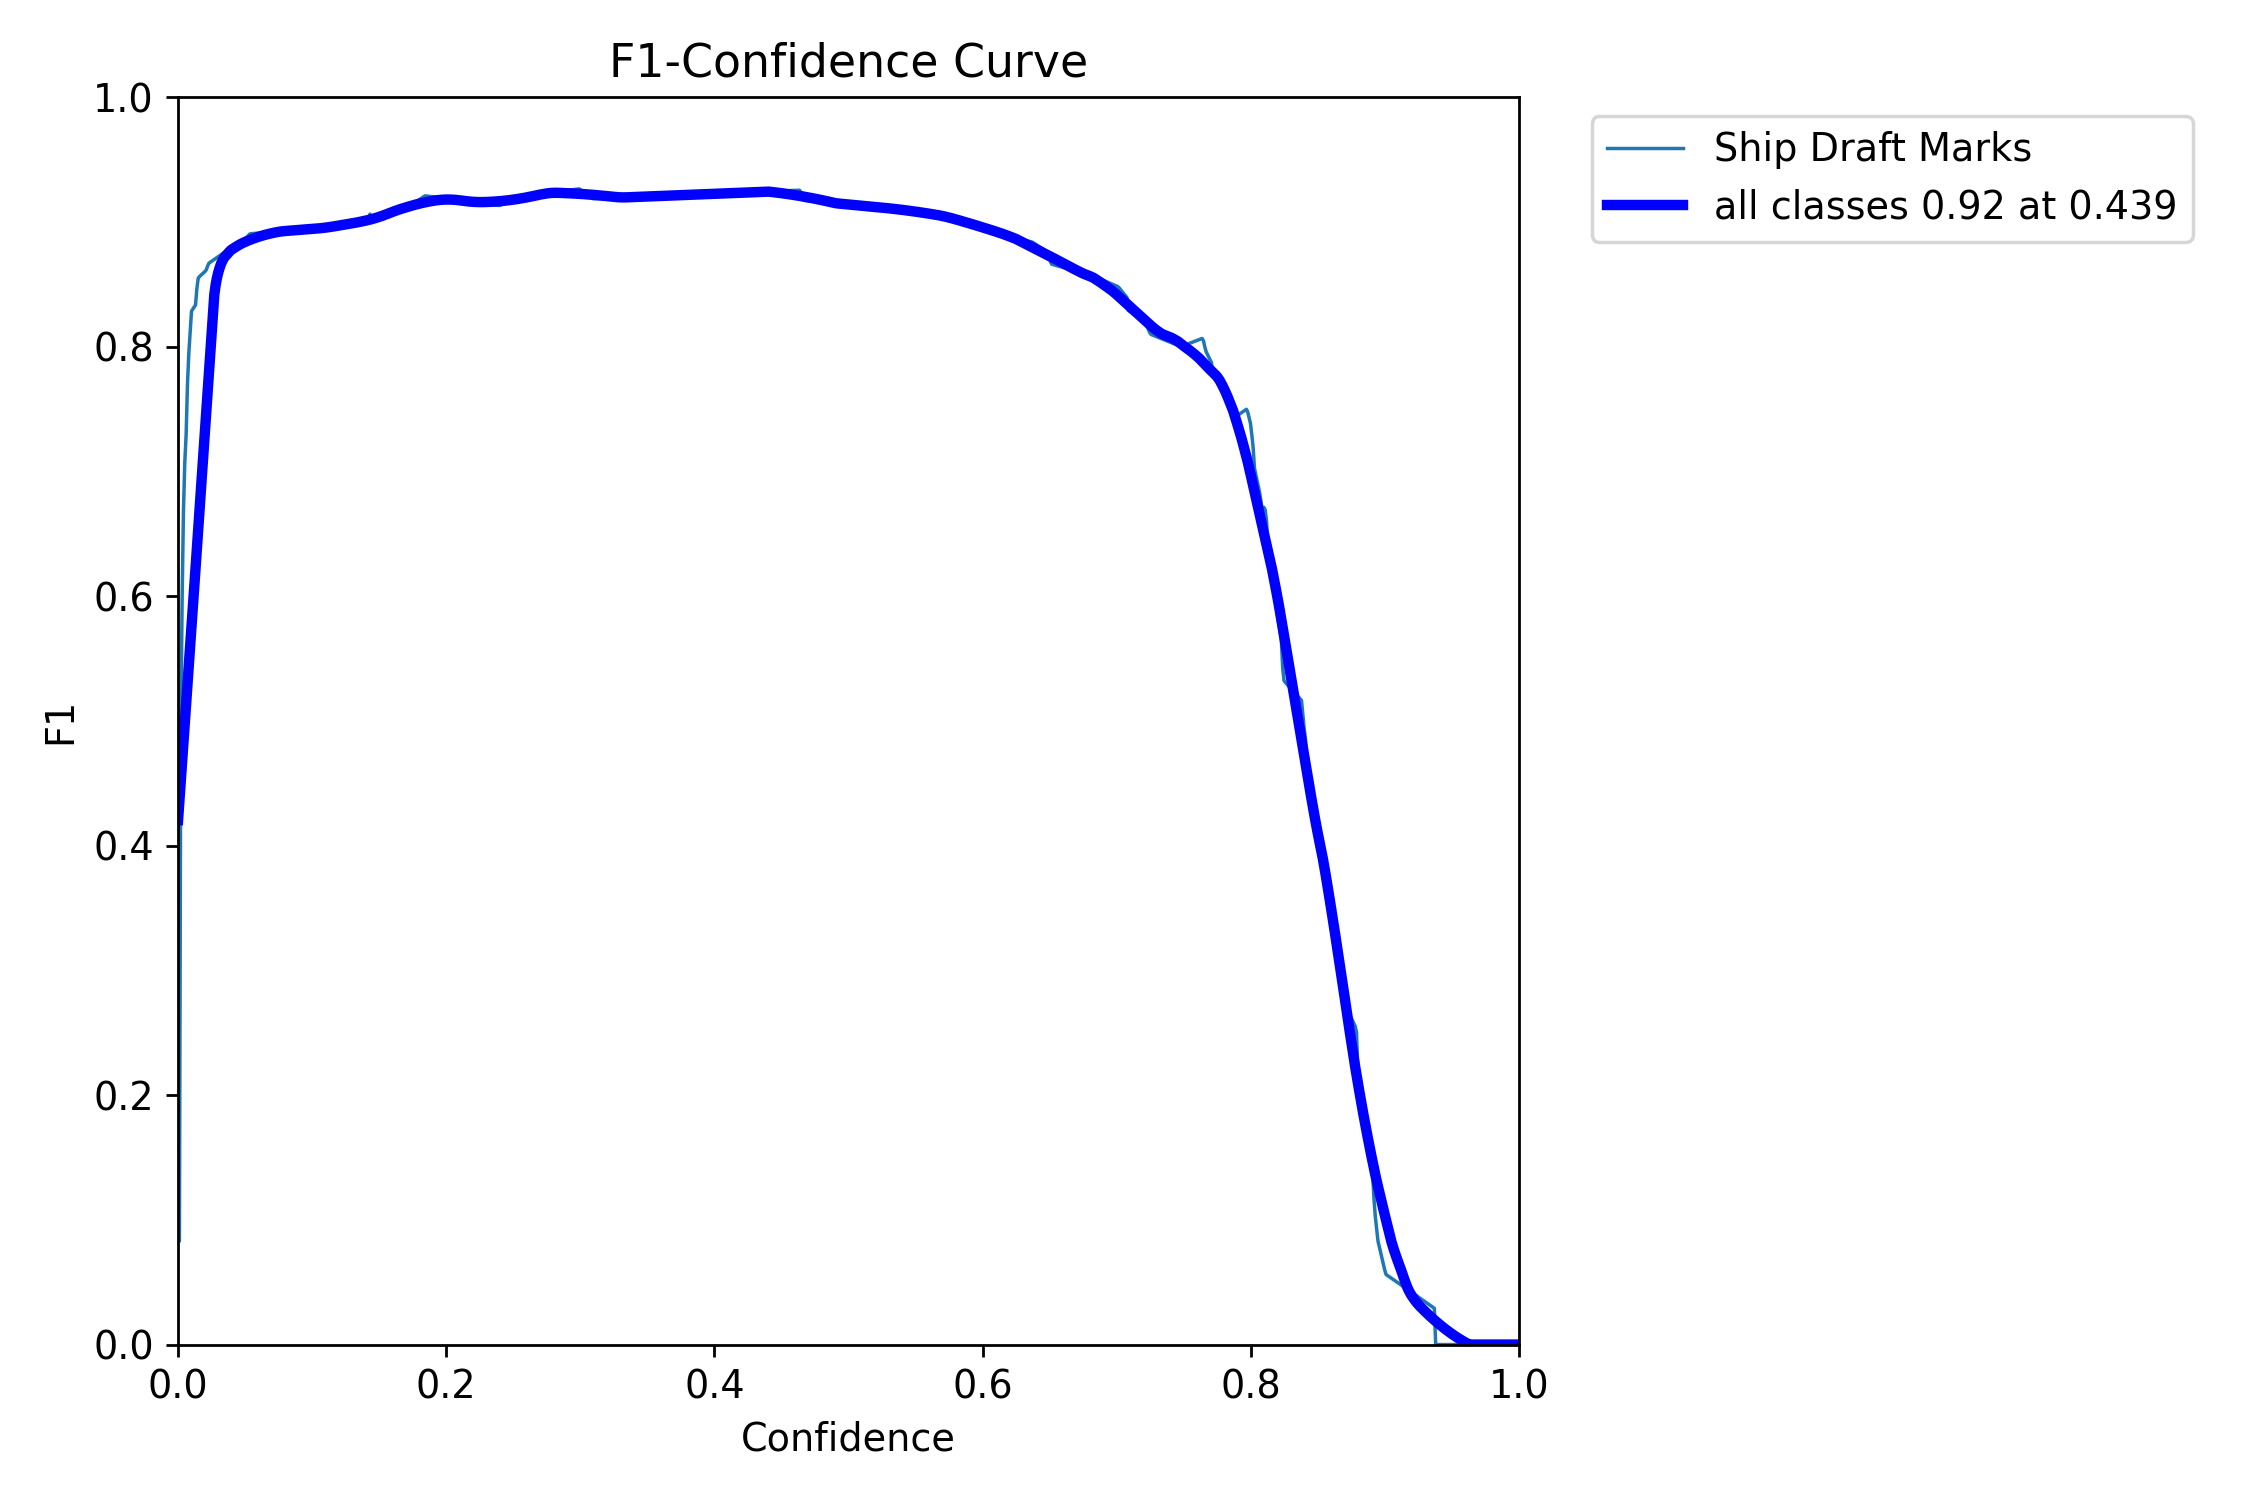 F1-Confidence Curve
Ship Draft Marks
all classes 0.92 at 0.439
1.0
0.8
0.6
0.4
0.2
0.0
F1
0.0 0.2 0.4 0.6 0.8 1.0
Confidence